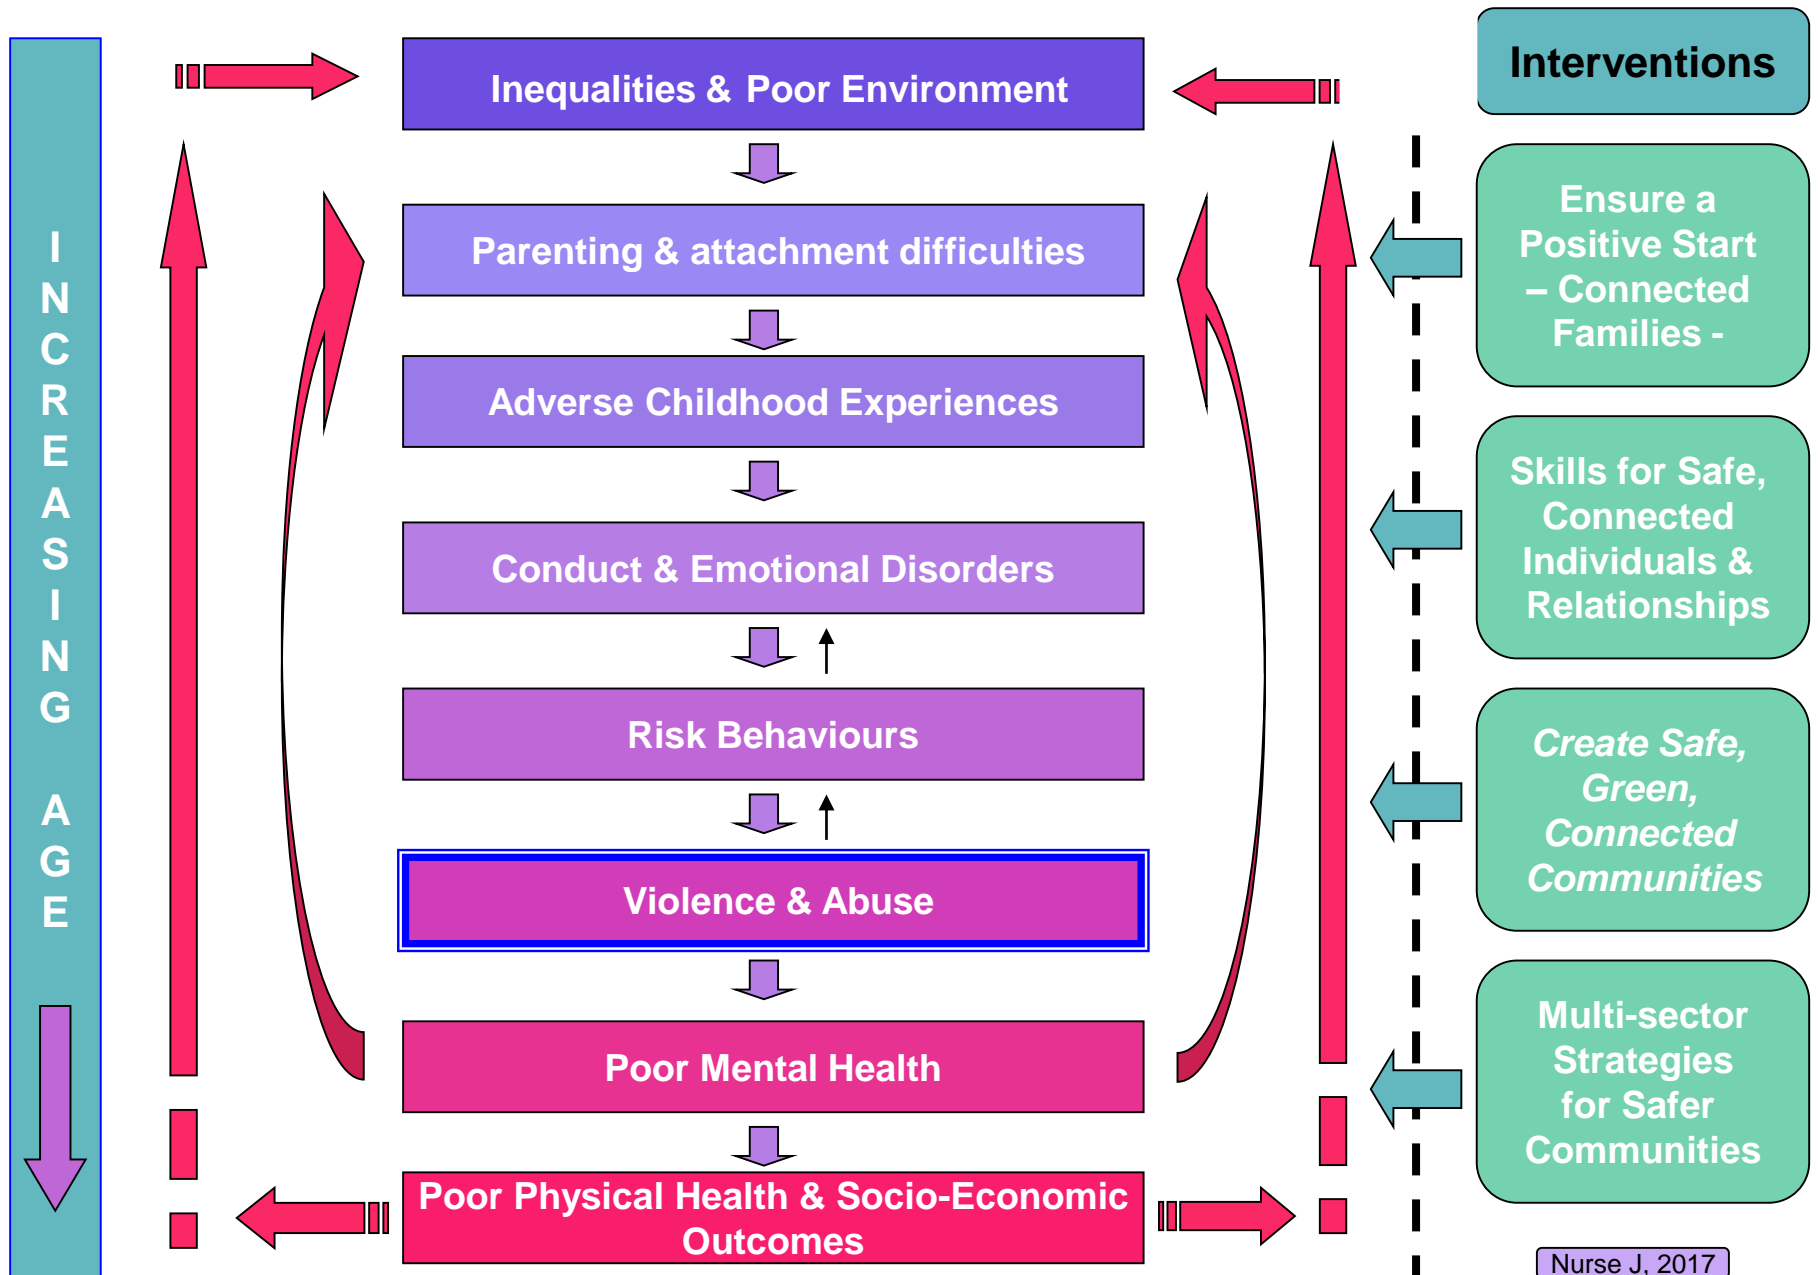 INCREASING AGE
Inequalities & Poor Environment
Parenting & attachment difficulties
Adverse Childhood Experiences
Conduct & Emotional Disorders
Risk Behaviours
Violence & Abuse
Poor Mental Health
Poor Physical Health & Socio-Economic
Outcomes
Interventions
Ensure a
Positive Start
– Connected
Families -
Skills for Safe,
Connected
Individuals &
Relationships
Create Safe,
Green,
Connected
Communities
Multi-sector
Strategies
for Safer
Communities
Nurse J, 2017